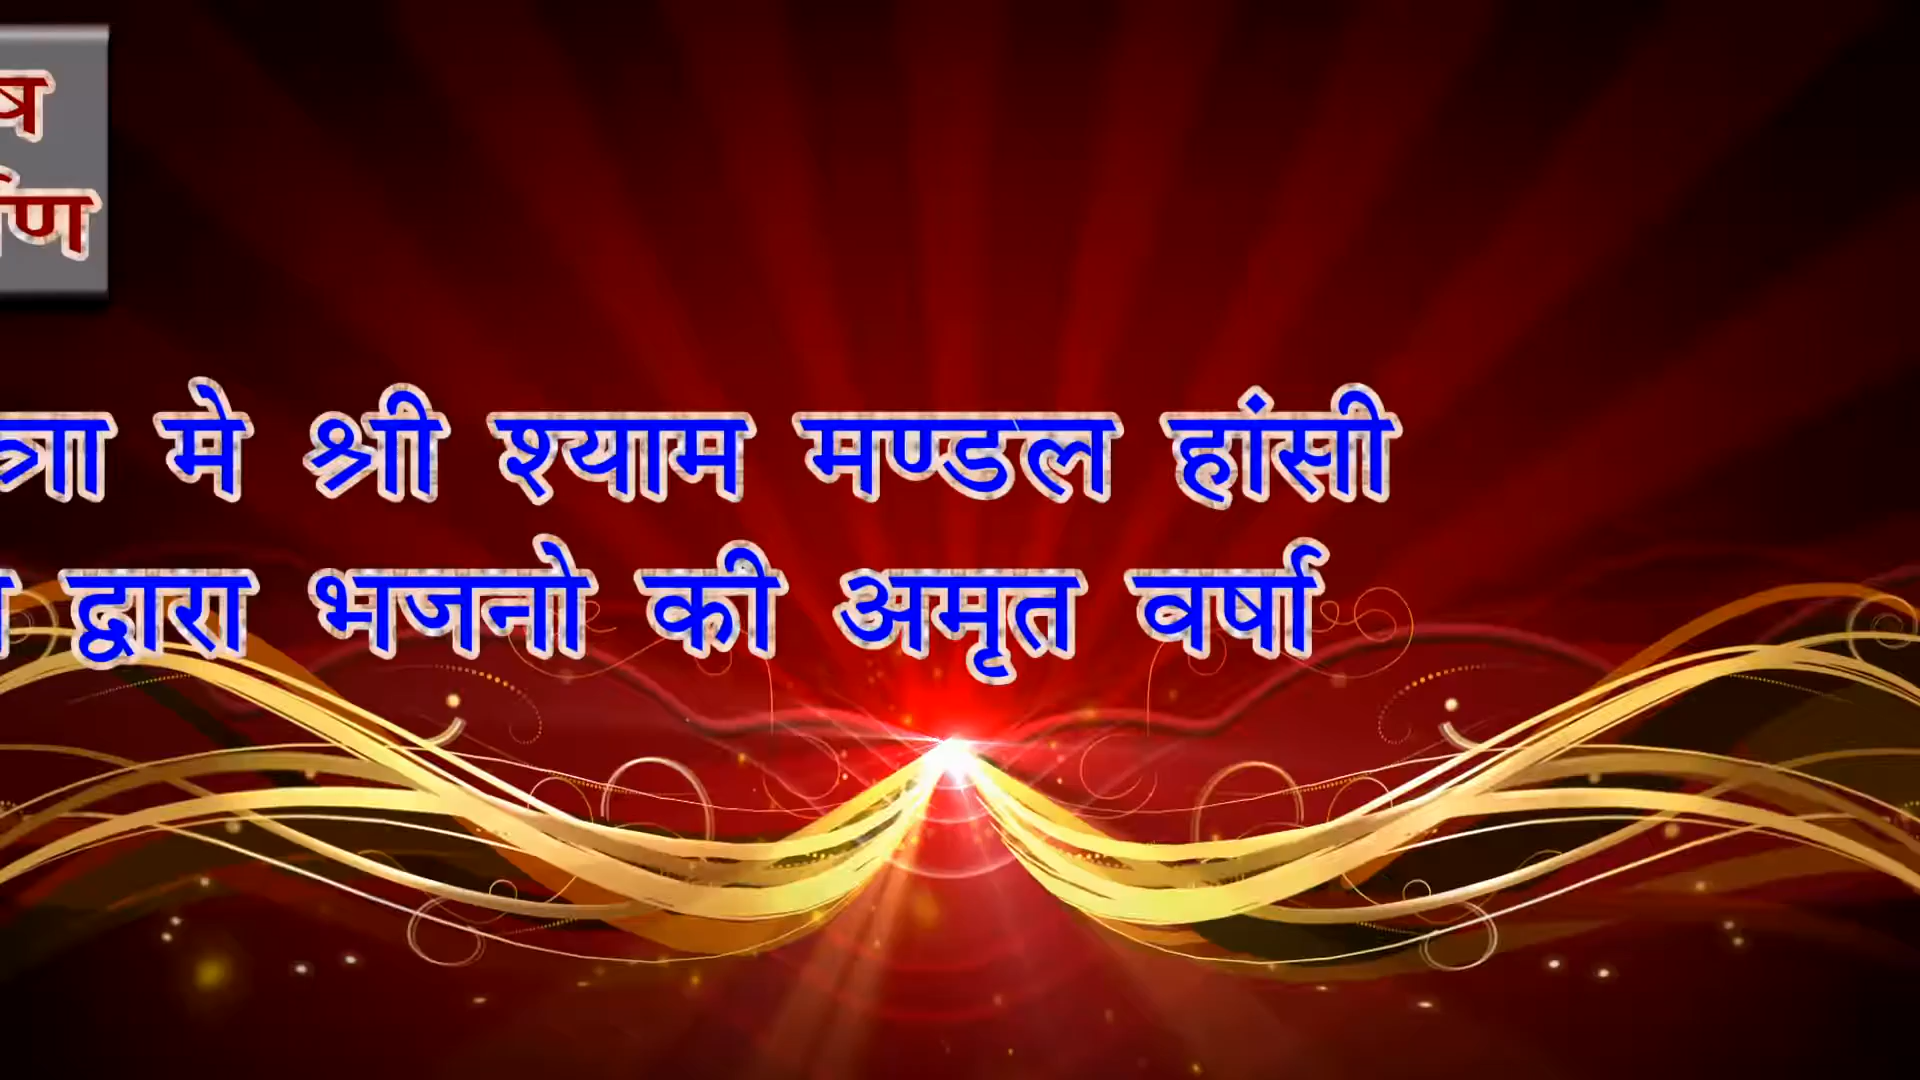 मे श्री श्याम मण्डल हांसी
द्वारा भजनो की अमृत वर्षा